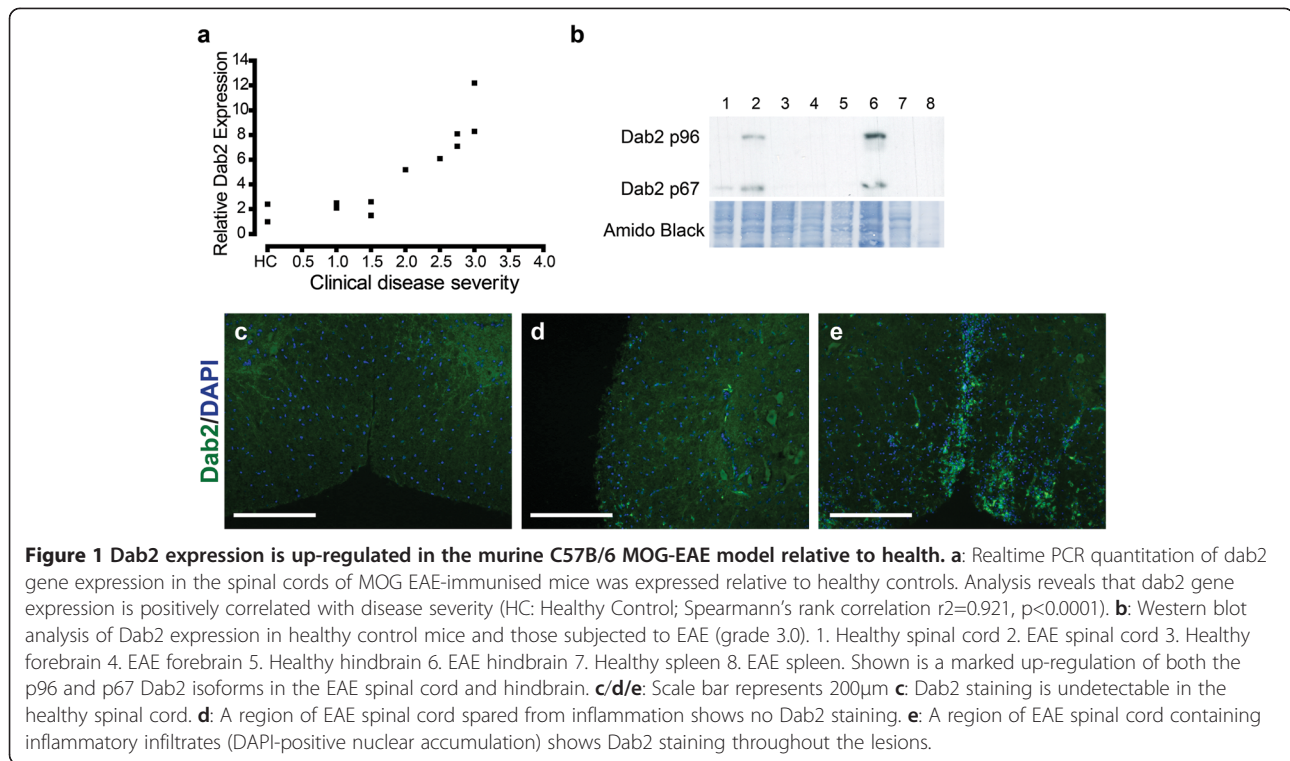 a
Relative Dab2 Expression
14
12
10
8
6
4
2
0
HC 0.5 1.0 1.5 2.0 2.5 3.0 3.5 4.0
Clinical disease severity
b
1 2 3 4 5 6 7 8
Dab2 p96
Dab2 p67
Amido Black
Dab2/DAPI
c
d
e
Figure 1 Dab2 expression is up-regulated in the murine C57B/6 MOG-EAE model relative to health. a: Realtime PCR quantitation of dab2
gene expression in the spinal cords of MOG EAE-immunised mice was expressed relative to healthy controls. Analysis reveals that dab2 gene
expression is positively correlated with disease severity (HC: Healthy Control; Spearmann's rank correlation r2=0.921, p<0.0001). b: Western blot
analysis of Dab2 expression in healthy control mice and those subjected to EAE (grade 3.0). 1. Healthy spinal cord 2. EAE spinal cord 3. Healthy
forebrain 4. EAE forebrain 5. Healthy hindbrain 6. EAE hindbrain 7. Healthy spleen 8. EAE spleen. Shown is a marked up-regulation of both the
p96 and p67 Dab2 isoforms in the EAE spinal cord and hindbrain. c/d/e: Scale bar represents 200μm c: Dab2 staining is undetectable in the
healthy spinal cord. d: A region of EAE spinal cord spared from inflammation shows no Dab2 staining. e: A region of EAE spinal cord containing
inflammatory infiltrates (DAPI-positive nuclear accumulation) shows Dab2 staining throughout the lesions.